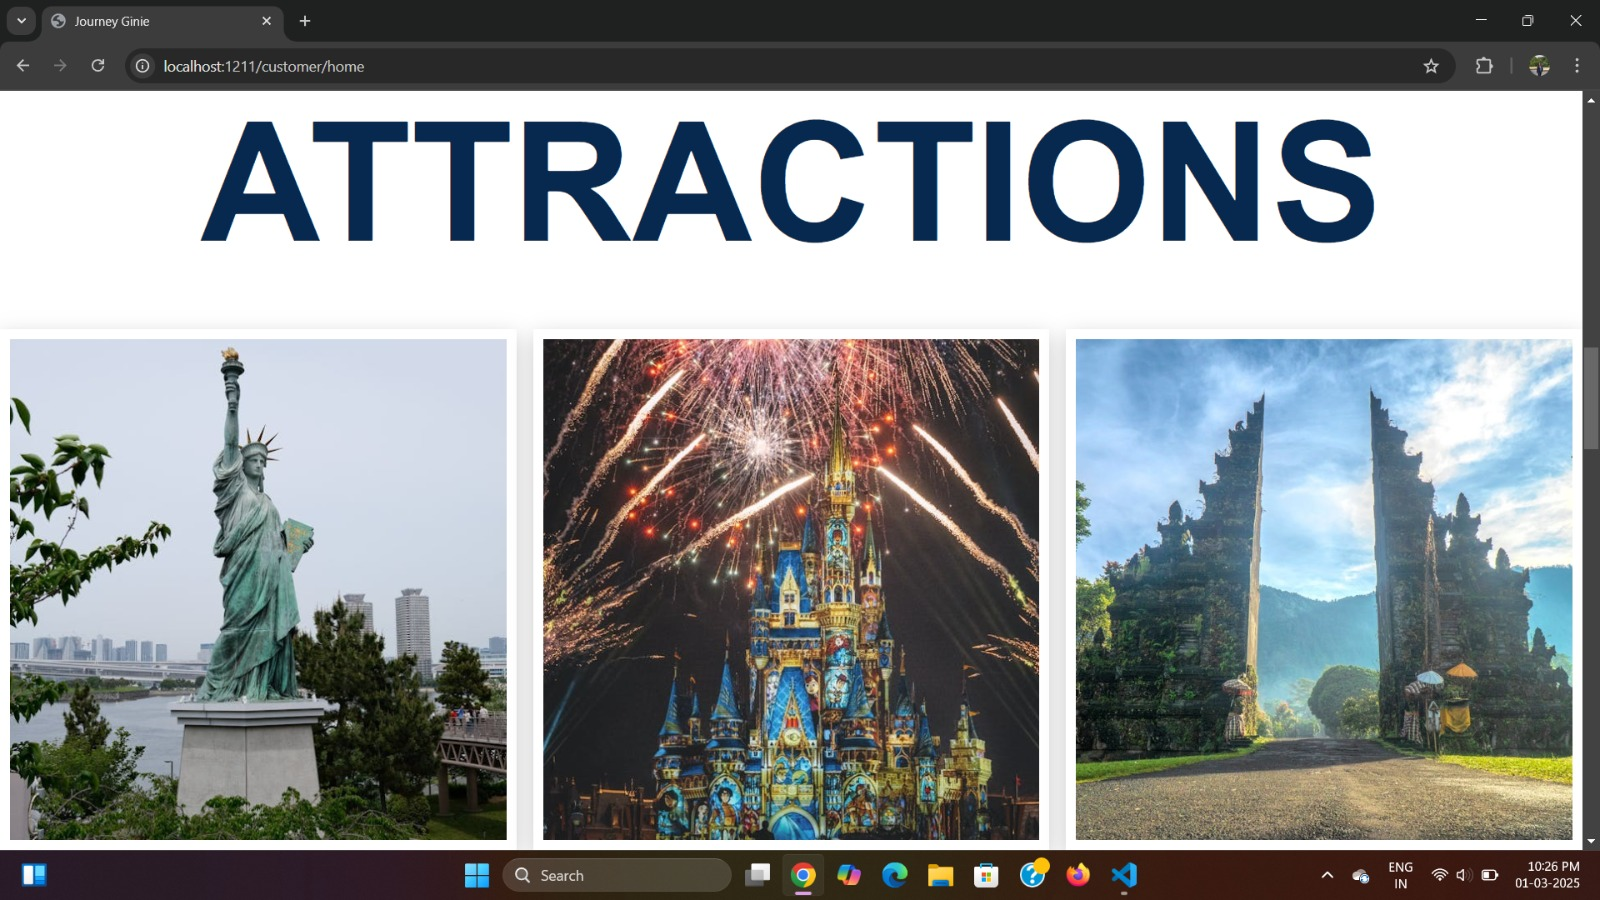 Journey Ginie
localhost:1211/customer/home
ATTRACTIONS
Search
ENG
IN
10:26 PM
01-03-2025